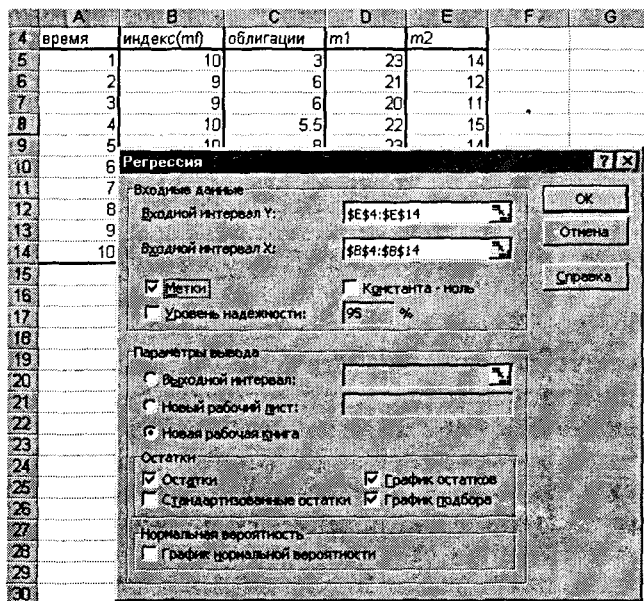 A B C D E F G
4 время индекс(mf) облигации m1 m2
5 1 10 3 23 14
6 2 9 6 21 12
7 3 9 6 20 11
8 4 10 5.5 22 15
9 5 10 8 23 14
10 6
11 7
12 8
13 9
14 10
15
16
17
18
19
20
21
22
23
24
25
26
27
28
29
30
Регрессия
Входные данные
Входной интервал Y: $E$4:$E$14
Входной интервал X: $B$4:$B$14
Метки Константа - ноль
Уровень надежности: 95 %
OK
Отмена
Справка
Параметры вывода
Выходной интервал:
Новый рабочий лист:
Новая рабочая книга
Остатки
Остатки График остатков
Стандартизованные остатки График подбора
Нормальная вероятность
График нормальной вероятности